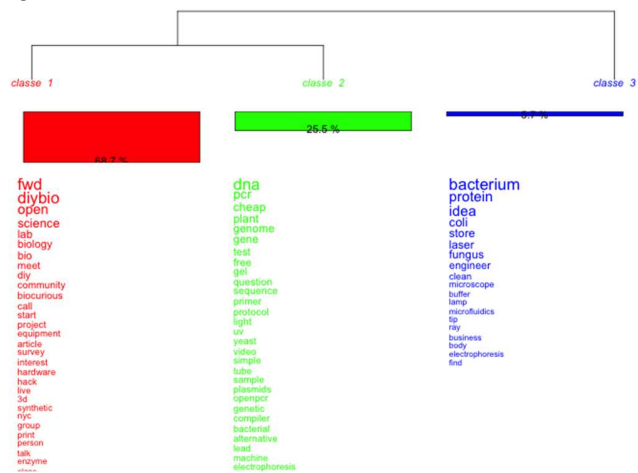 classe 1
classe 2
classe 3
68.7 %
25.5 %
5.7 %
fwd
diybio
open
science
lab
biology
bio
meet
diy
community
biocurious
call
start
project
equipment
article
survey
interest
hardware
hack
live
3d
synthetic
nyc
group
print
person
talk
enzyme
dna
pcr
cheap
plant
genome
gene
test
free
gel
question
sequence
primer
protocol
light
uv
yeast
video
simple
tube
sample
plasmids
openpcr
genetic
compiler
bacterial
alternative
lead
machine
electrophoresis
bacterium
protein
idea
coli
store
laser
fungus
engineer
clean
microscope
buffer
lamp
microfluidics
tip
ray
business
body
electrophoresis
find